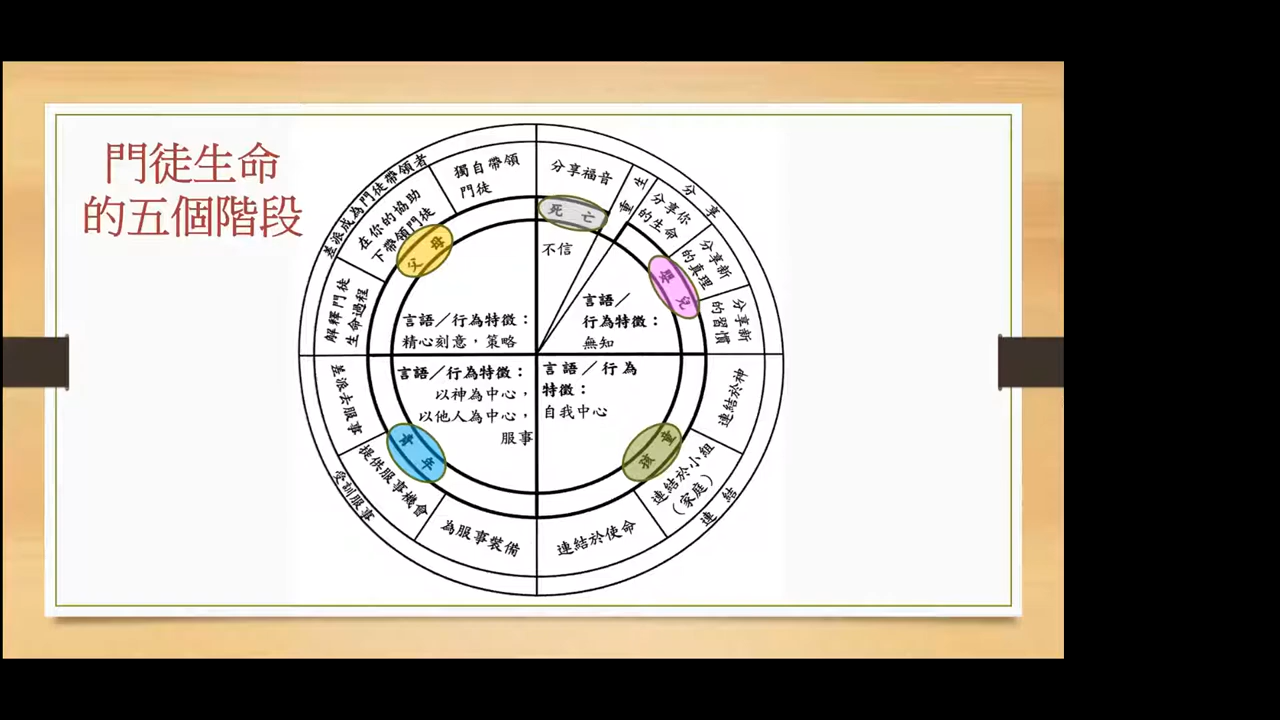 門徒生命
的五個階段
分享福音
死亡
不信
重生
分享
分享你
的生命
分享新
的真理
分享新
的習慣
嬰兒
言語／
行為特徵：
無知
連結
連結於神
連結於小組
（家庭）
連結於使命
孩童
言語／行為
特徵：
自我中心
受訓服事
為服事裝備
提供服事機會
青年
言語／行為特徵：
以神為中心，
以他人為中心，
服事
差派成為門徒帶領者
解釋門徒
生命過程
在你的協助
下帶領門徒
獨自帶領
門徒
父母
言語／行為特徵：
精心刻意，策略